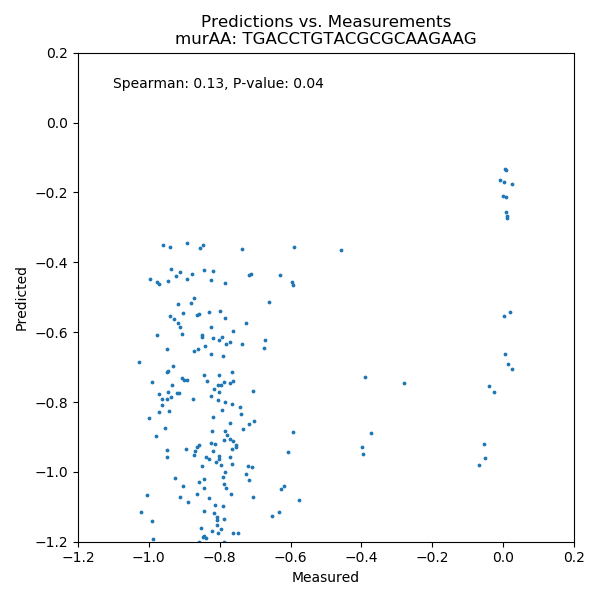 Predictions vs. Measurements
murAA: TGACCTGTACGCGCAAGAAG
Spearman: 0.13, P-value: 0.04
0.2
0.0
−0.2
−0.4
−0.6
−0.8
−1.0
−1.2
Predicted
−1.2 −1.0 −0.8 −0.6 −0.4 −0.2 0.0 0.2
Measured